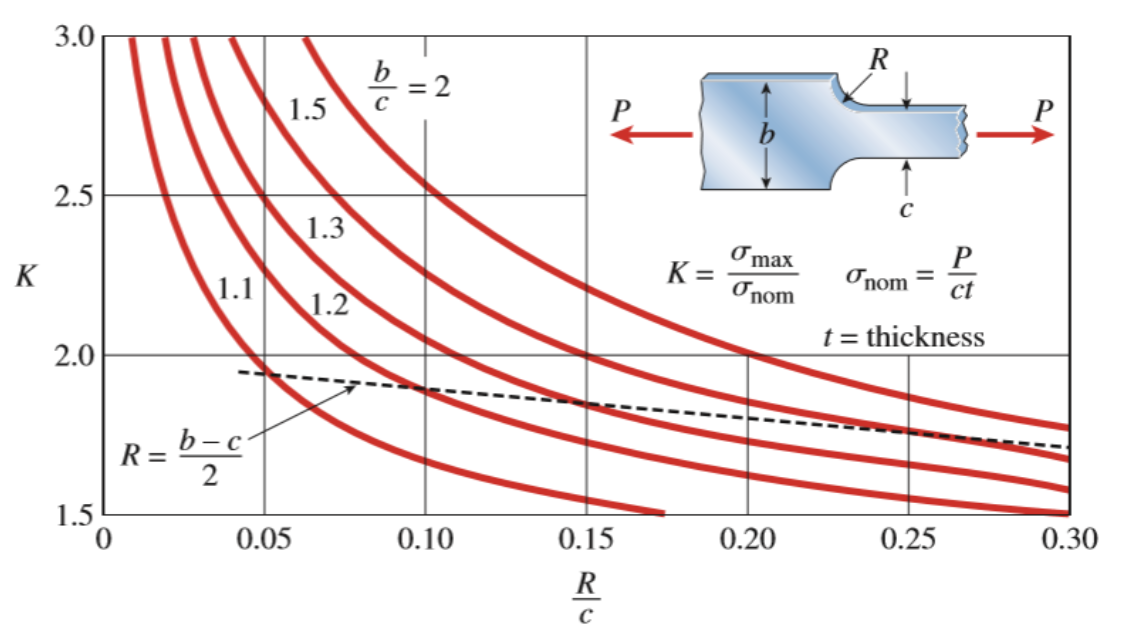 3.0
2.5
2.0
1.5
K
0
0.05
0.10
0.15
0.20
0.25
0.30
R/c
b/c = 2
1.5
1.3
1.2
1.1
R = (b – c)/2
R
P
b
P
c
K = σmax/σnom σnom = P/ct
t = thickness